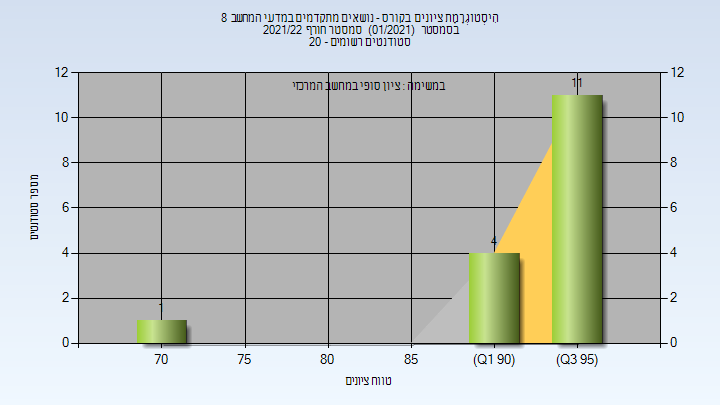 היסטוגרמת ציונים בקורס - נושאים מתקדמים במדעי המחשב 8
בסמסטר (01/2021) סמסטר חורף 2021/22
סטודנטים רשומים - 20
במשימה : ציון סופי במחשב המרכזי
12 12
11
10 10
8 8
6 6
4 4
4
2 2
1
0 0
70 75 80 85 (Q1 90) (Q3 95)
מספר סטודנטים
טווח ציונים